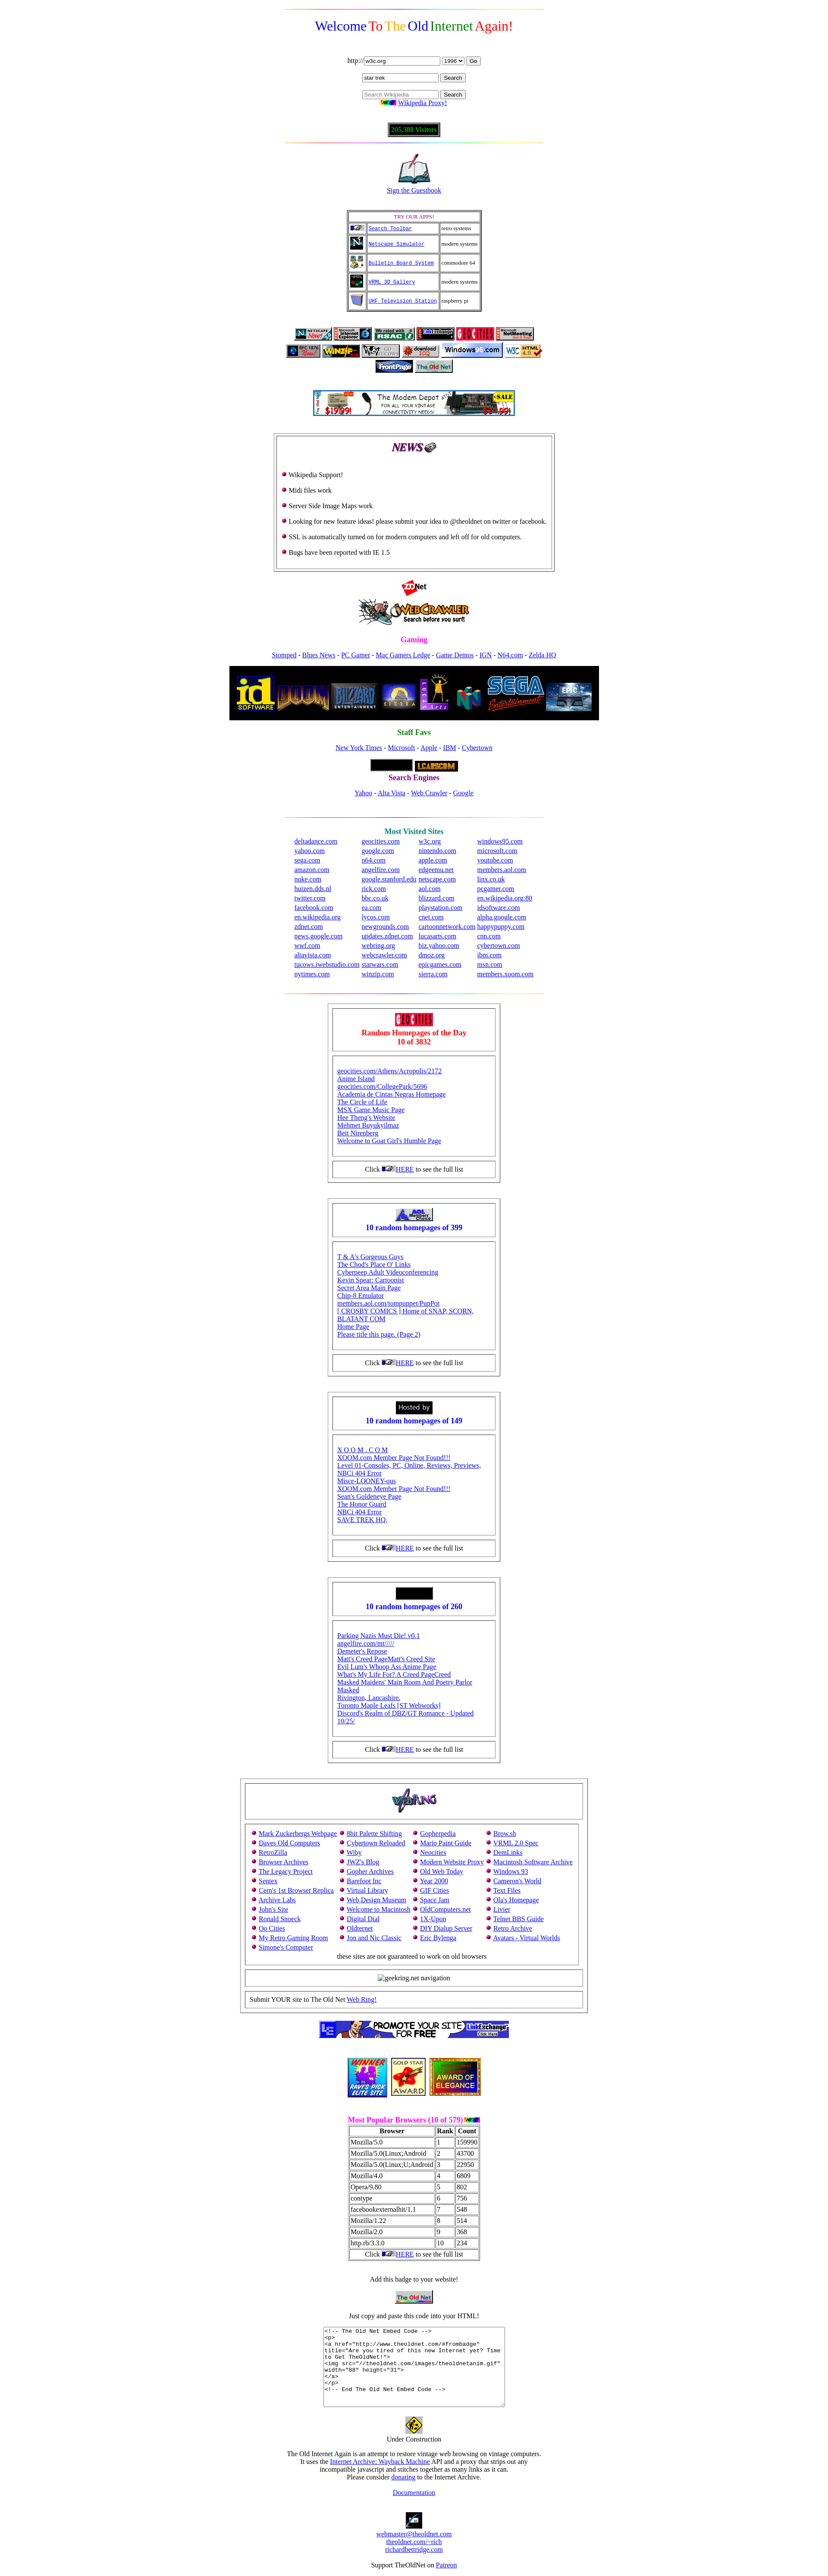 Welcome To The Old Internet Again!
http:// w3c.org 1996 Go
star trek Search
Search Wikipedia Search
Wikipedia Proxy!
205,388 Visitors
Sign the Guestbook
TRY OUR APPS!
Search Toolbar retro systems
Netscape Simulator modern systems
Bulletin Board System commodore 64
VRML 3D Gallery modern systems
UHF Television Station raspberry pi
NETSCAPE Now! Microsoft Internet Explorer We rated with RSAC GEOCITIES Microsoft NetMeeting
WINZIP download ICQ Windows95.com W3C HTML 4.0
FrontPage The Old Net
The Modem Depot
FOR ALL YOUR VINTAGE
CONNECTIVITY NEEDS!
$19.99! SALE
NEWS
Wikipedia Support!
Midi files work
Server Side Image Maps work
Looking for new feature ideas! please submit your idea to @theoldnet on twitter or facebook.
SSL is automatically turned on for modern computers and left off for old computers.
Bugs have been reported with IE 1.5
ZDNet
WEBCRAWLER
Search before you surf!
Gaming
Stomped - Blues News - PC Gamer - Mac Gamers Ledge - Game Demos - IGN - N64.com - Zelda HQ
id SOFTWARE DOOM BLIZZARD ENTERTAINMENT SIERRA Lucas Arts SEGA Entertainment EPIC
Staff Favs
New York Times - Microsoft - Apple - IBM - Cybertown
LCARSCOM
Search Engines
Yahoo - Alta Vista - Web Crawler - Google
Most Visited Sites
deltadance.com geocities.com w3c.org windows95.com
yahoo.com google.com nintendo.com microsoft.com
sega.com n64.com apple.com youtube.com
amazon.com angelfire.com edgeemu.net members.aol.com
nuke.com google.stanford.edu netscape.com linx.co.uk
huizen.dds.nl rick.com aol.com pcgamer.com
twitter.com bbc.co.uk blizzard.com en.wikipedia.org:80
facebook.com ea.com playstation.com idsoftware.com
en.wikipedia.org lycos.com cnet.com alpha.google.com
zdnet.com newgrounds.com cartoonnetwork.com happypuppy.com
news.google.com updates.zdnet.com lucasarts.com cnn.com
wwf.com webring.org biz.yahoo.com cybertown.com
altavista.com webcrawler.com dmoz.org ibm.com
tucows.iwebstudio.com starwars.com epicgames.com msn.com
nytimes.com winzip.com sierra.com members.xoom.com
GEOCITIES
Random Homepages of the Day
10 of 3832
geocities.com/Athens/Acropolis/2172
Anime Island
geocities.com/CollegePark/5696
Academia de Cintas Negras Homepage
The Circle of Life
MSX Game Music Page
Hee Theng's Website
Mehmet Buyukyilmaz
Beit Nirenberg
Welcome to Goat Girl's Humble Page
Click HERE to see the full list
AOL Members' Choice
10 random homepages of 399
T & A's Gorgeous Guys
The Chod's Place O' Links
Cyberpeep Adult Videoconferencing
Kevin Spear: Cartoonist
Secret Area Main Page
Chip-8 Emulator
members.aol.com/tompuppet/PupPot
[ CROSBY COMICS ] Home of SNAP, SCORN,
BLATANT COM
Home Page
Please title this page. (Page 2)
Click HERE to see the full list
Hosted by
10 random homepages of 149
X O O M . C O M
XOOM.com Member Page Not Found!!!
Level 01-Consoles, PC, Online, Reviews, Previews,
NBCi 404 Error
Misce-LOONEY-ous
XOOM.com Member Page Not Found!!!
Sean's Goldeneye Page
The Honor Guard
NBCi 404 Error
SAVE TREK HQ.
Click HERE to see the full list
10 random homepages of 260
Parking Nazis Must Die! v0.1
angelfire.com/mt/////
Demeter's Repose
Matt's Creed PageMatt's Creed Site
Evil Lum's Whoop Ass Anime Page
What's My Life For? A Creed PageCreed
Masked Maidens' Main Room And Poetry Parlor
Masked
Rivington, Lancashire.
Toronto Maple Leafs [ST Webworks]
Discord's Realm of DBZ/GT Romance - Updated
10/25/
Click HERE to see the full list
WEBRING
Mark Zuckerbergs Webpage 8bit Palette Shifting Gopherpedia Brow.sh
Daves Old Computers Cybertown Reloaded Mario Paint Guide VRML 2.0 Spec
RetroZilla Wiby Neocities DemLinks
Browser Archives JWZ's Blog Modern Website Proxy Macintosh Software Archive
The Legacy Project Gopher Archives Old Web Today Windows 93
Sentex Barefoot Inc Year 2000 Cameron's World
Cern's 1st Browser Replica Virtual Library GIF Cities Text Files
Archive Labs Web Design Museum Space Jam Ola's Homepage
John's Site Welcome to Macintosh OldComputers.net Livier
Ronald Snoeck Digital Dial 1X-Upon Telnet BBS Guide
Oo Cities Oldternet DIY Dialup Server Retro Archive
My Retro Gaming Room Jon and Nic Classic Eric Bylenga Avatars - Virtual Worlds
Simone's Computer
these sites are not guaranteed to work on old browsers
geekring.net navigation
Submit YOUR site to The Old Net Web Ring!
LE PROMOTE YOUR SITE FOR FREE LinkExchange Click Here
WINNER RAVI'S PICK ELITE SITE GOLD STAR AWARD AWARD OF ELEGANCE
Most Popular Browsers (10 of 579)
Browser Rank Count
Mozilla/5.0 1 159990
Mozilla/5.0(Linux;Android 2 43700
Mozilla/5.0(Linux;U;Android 3 22950
Mozilla/4.0 4 6809
Opera/9.80 5 802
contype 6 756
facebookexternalhit/1.1 7 548
Mozilla/1.22 8 514
Mozilla/2.0 9 368
http.rb/3.3.0 10 234
Click HERE to see the full list
Add this badge to your website!
The Old Net
Just copy and paste this code into your HTML!
<!-- The Old Net Embed Code -->
<p>
<a href="http://www.theoldnet.com/#frombadge"
title="Are you tired of this new Internet yet? Time
to Get TheOldNet!">
<img src="//theoldnet.com/images/theoldnetanim.gif"
width="88" height="31">
</a>
</p>
<!-- End The Old Net Embed Code -->
Under Construction
The Old Internet Again is an attempt to restore vintage web browsing on vintage computers.
It uses the Internet Archive: Wayback Machine API and a proxy that strips out any
incompatible javascript and stitches together as many links as it can.
Please consider donating to the Internet Archive.
Documentation
webmaster@theoldnet.com
theoldnet.com/~rich
richardbettridge.com
Support TheOldNet on Patreon